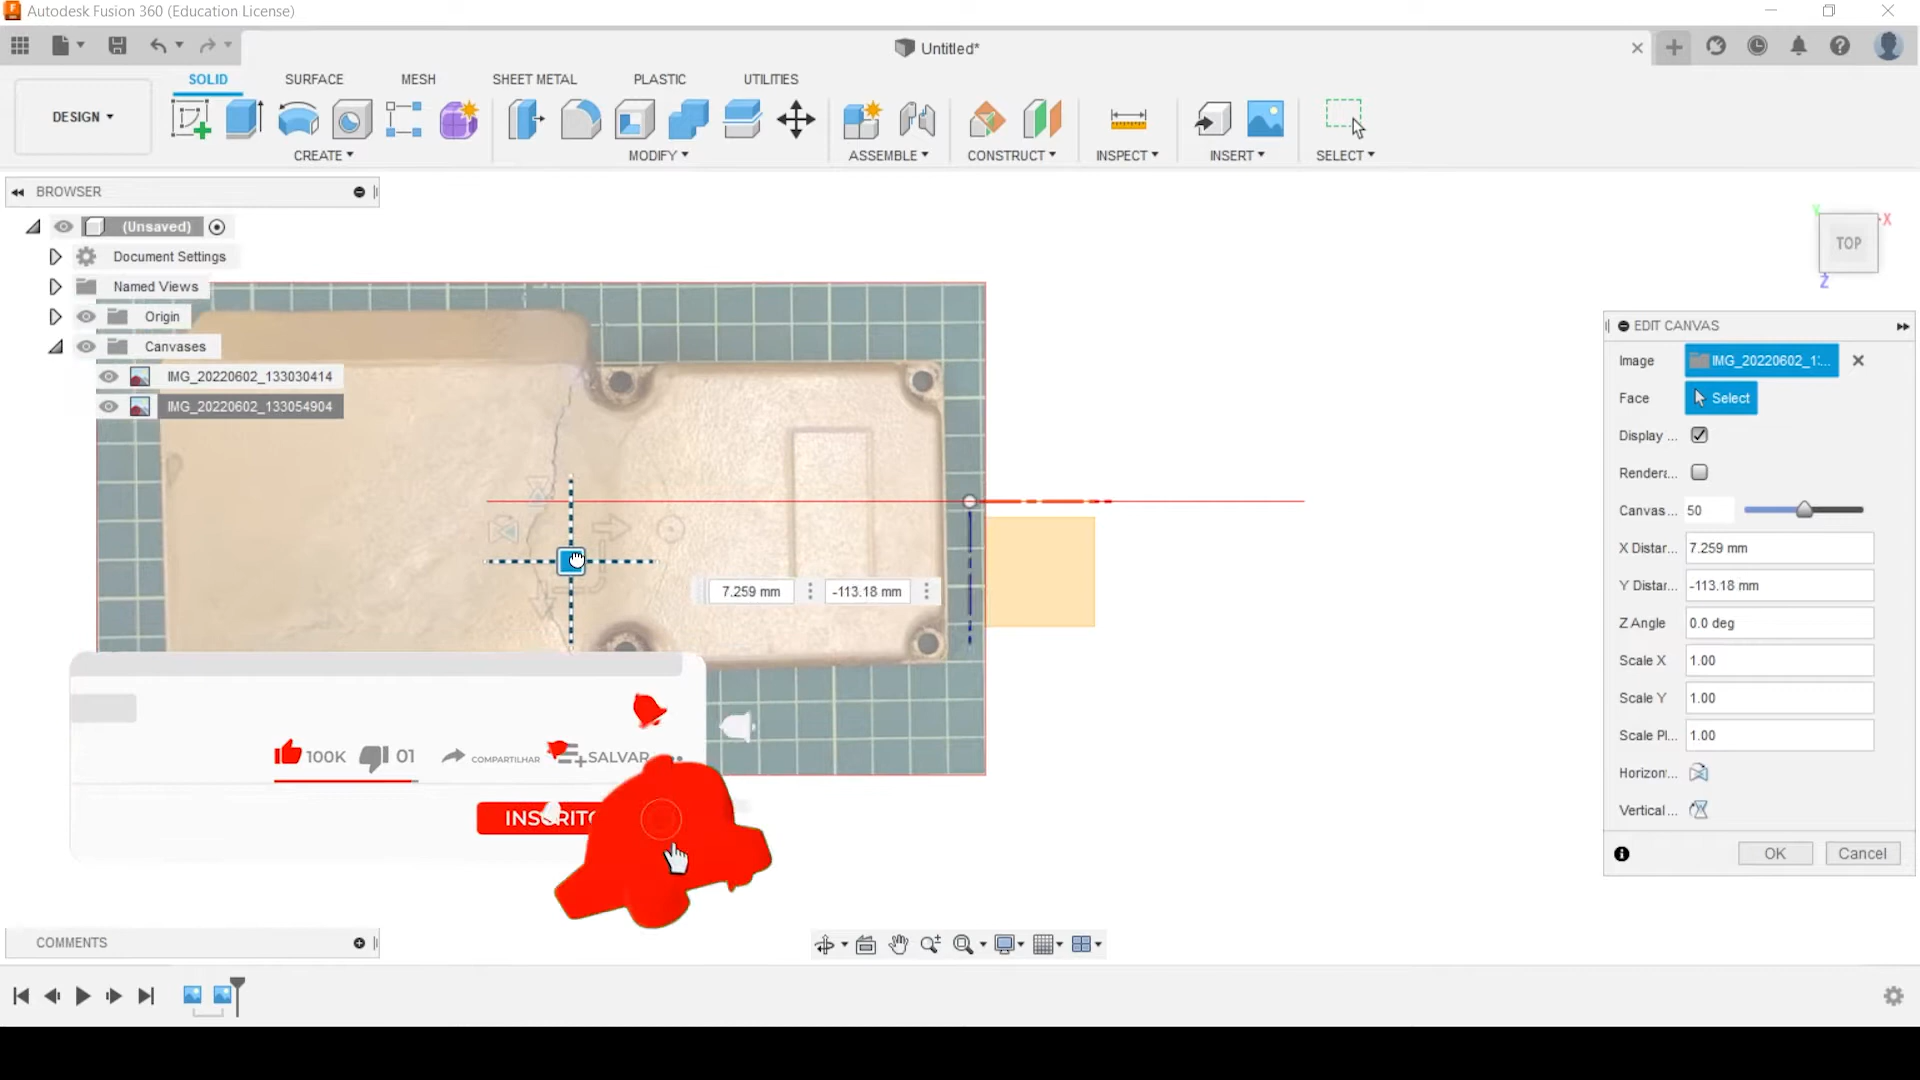 Autodesk Fusion 360 (Education License)
Untitled*
DESIGN
SOLID
SURFACE
MESH
SHEET METAL
PLASTIC
UTILITIES
CREATE
MODIFY
ASSEMBLE
CONSTRUCT
INSPECT
INSERT
SELECT
BROWSER
(Unsaved)
Document Settings
Named Views
Origin
Canvases
IMG_20220602_133030414
IMG_20220602_133054904
Y
X
TOP
Z
7.259 mm
-113.18 mm
EDIT CANVAS
Image IMG_20220602_1:...
Face Select
Display ...
Rendera...
Canvas... 50
X Distar... 7.259 mm
Y Distar... -113.18 mm
Z Angle 0.0 deg
Scale X 1.00
Scale Y 1.00
Scale Pl... 1.00
Horizon...
Vertical ...
OK
Cancel
100K
01
COMPARTILHAR
SALVAR
COMMENTS